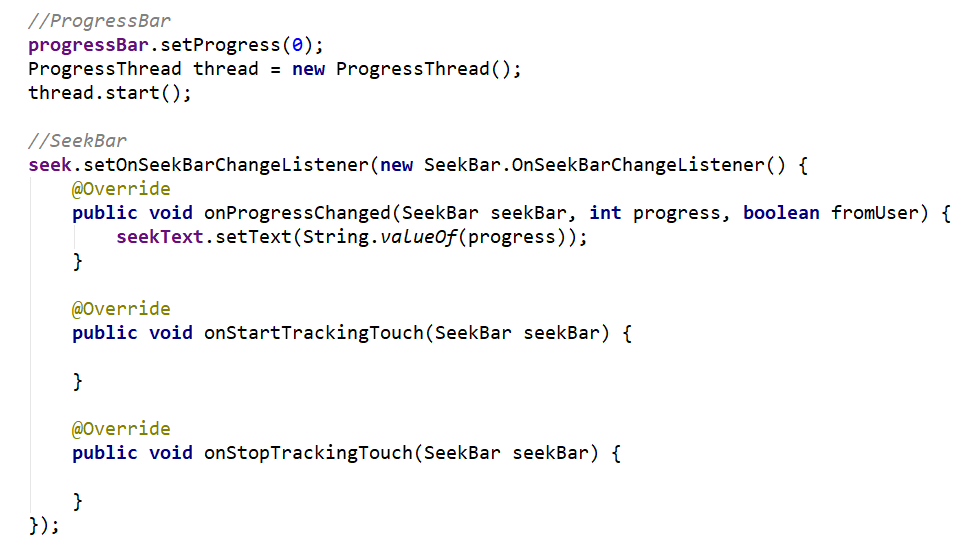 //ProgressBar
progressBar.setProgress(0);
ProgressThread thread = new ProgressThread();
thread.start();

//SeekBar
seek.setOnSeekBarChangeListener(new SeekBar.OnSeekBarChangeListener() {
    @Override
    public void onProgressChanged(SeekBar seekBar, int progress, boolean fromUser) {
        seekText.setText(String.valueOf(progress));
    }

    @Override
    public void onStartTrackingTouch(SeekBar seekBar) {

    }

    @Override
    public void onStopTrackingTouch(SeekBar seekBar) {

    }
});